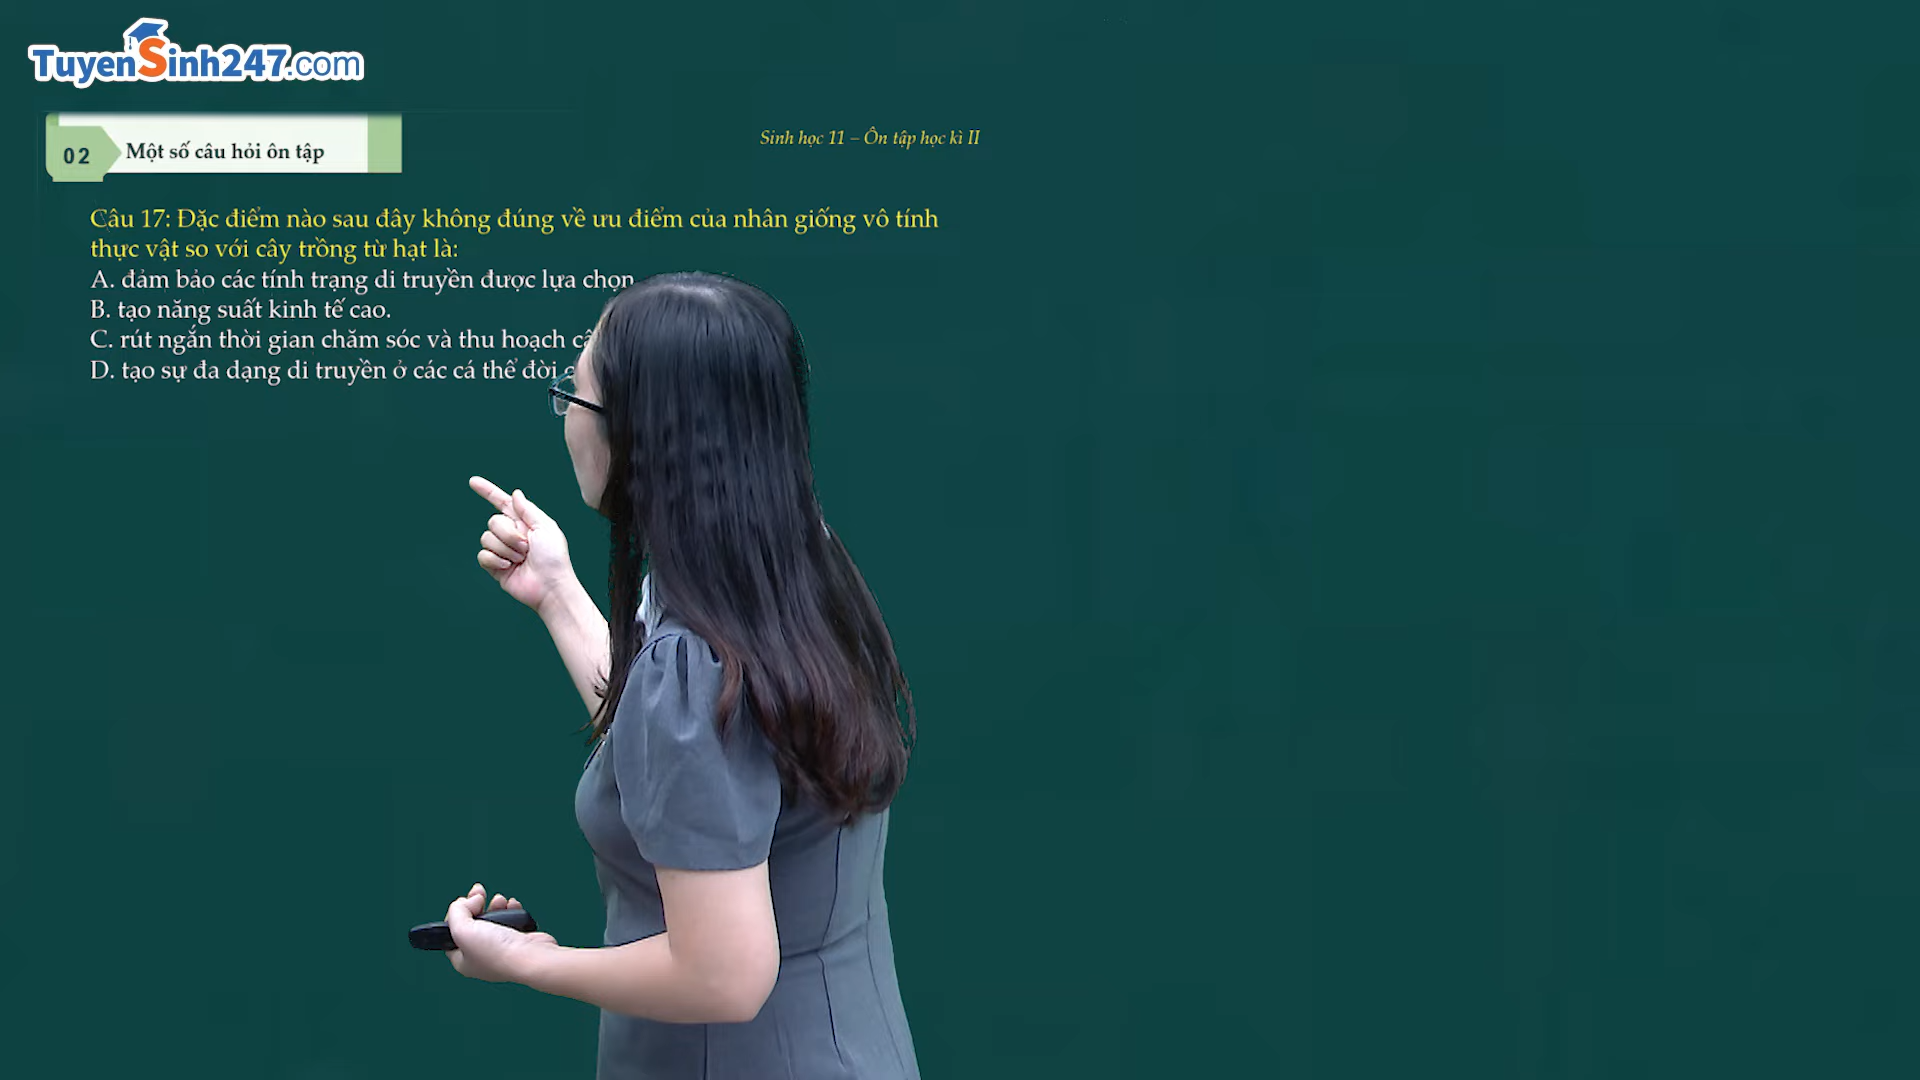 TuyenSinh247.com
02
Một số câu hỏi ôn tập
Sinh học 11 – Ôn tập học kì II
Câu 17: Đặc điểm nào sau đây không đúng về ưu điểm của nhân giống vô tính
thực vật so với cây trồng từ hạt là:
A. đảm bảo các tính trạng di truyền được lựa chọn
B. tạo năng suất kinh tế cao.
C. rút ngắn thời gian chăm sóc và thu hoạch
D. tạo sự đa dạng di truyền ở các cá thể đời